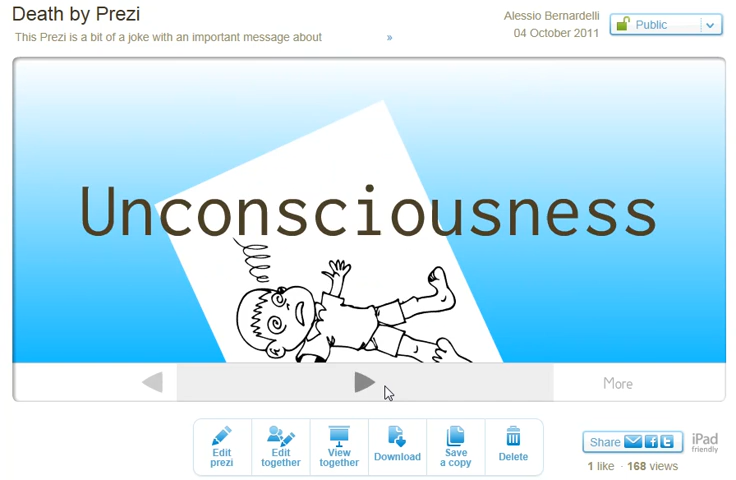 Death by Prezi
Alessio Bernardelli
Public
This Prezi is a bit of a joke with an important message about »
04 October 2011
Unconsciousness
More
Edit prezi
Edit together
View together
Download
Save a copy
Delete
Share
iPad friendly
1 like · 168 views